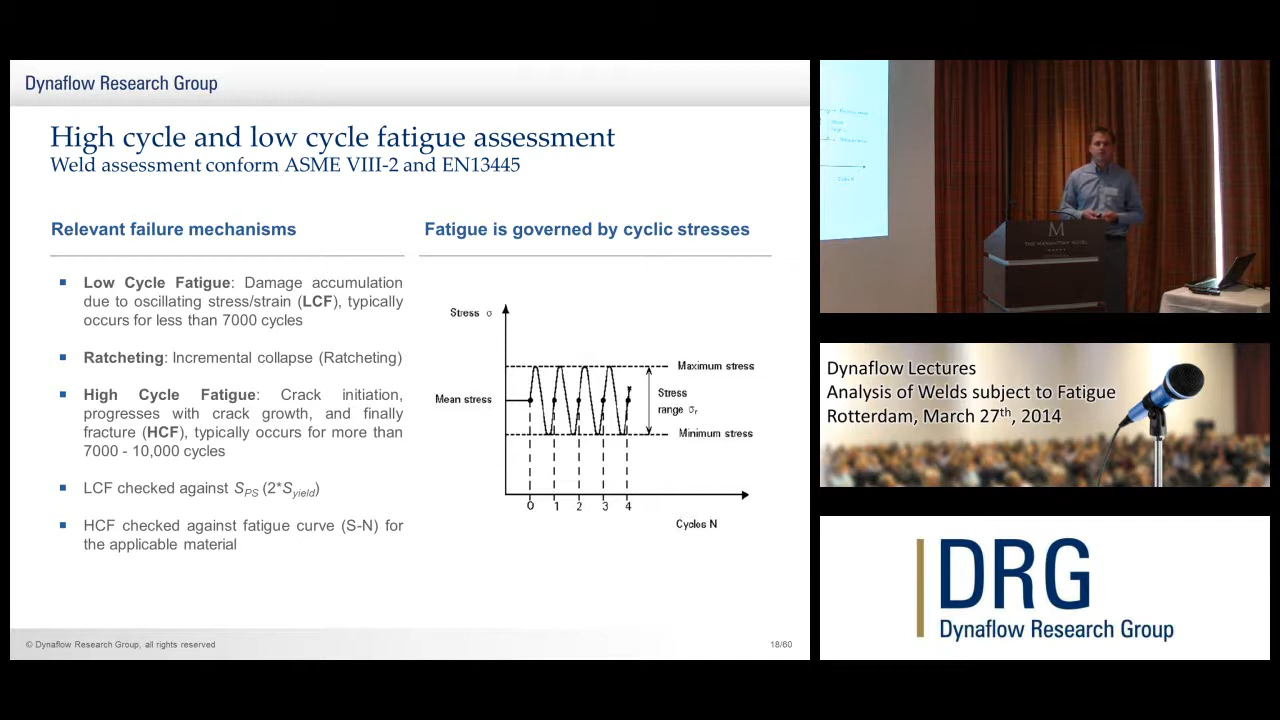 Dynaflow Research Group
High cycle and low cycle fatigue assessment
Weld assessment conform ASME VIII-2 and EN13445
Relevant failure mechanisms
Low Cycle Fatigue: Damage accumulation
due to oscillating stress/strain (LCF), typically
occurs for less than 7000 cycles
Ratcheting: Incremental collapse (Ratcheting)
High Cycle Fatigue: Crack initiation,
progresses with crack growth, and finally
fracture (HCF), typically occurs for more than
7000 - 10,000 cycles
LCF checked against SPS (2*Syield)
HCF checked against fatigue curve (S-N) for
the applicable material
Fatigue is governed by cyclic stresses
Stress σ
Maximum stress
Mean stress
Stress
range σr
Minimum stress
0 1 2 3 4
Cycles N
© Dynaflow Research Group, all rights reserved
18/60
M
THE MANHATTAN HOTEL
Dynaflow Lectures
Analysis of Welds subject to Fatigue
Rotterdam, March 27th, 2014
DRG
Dynaflow Research Group